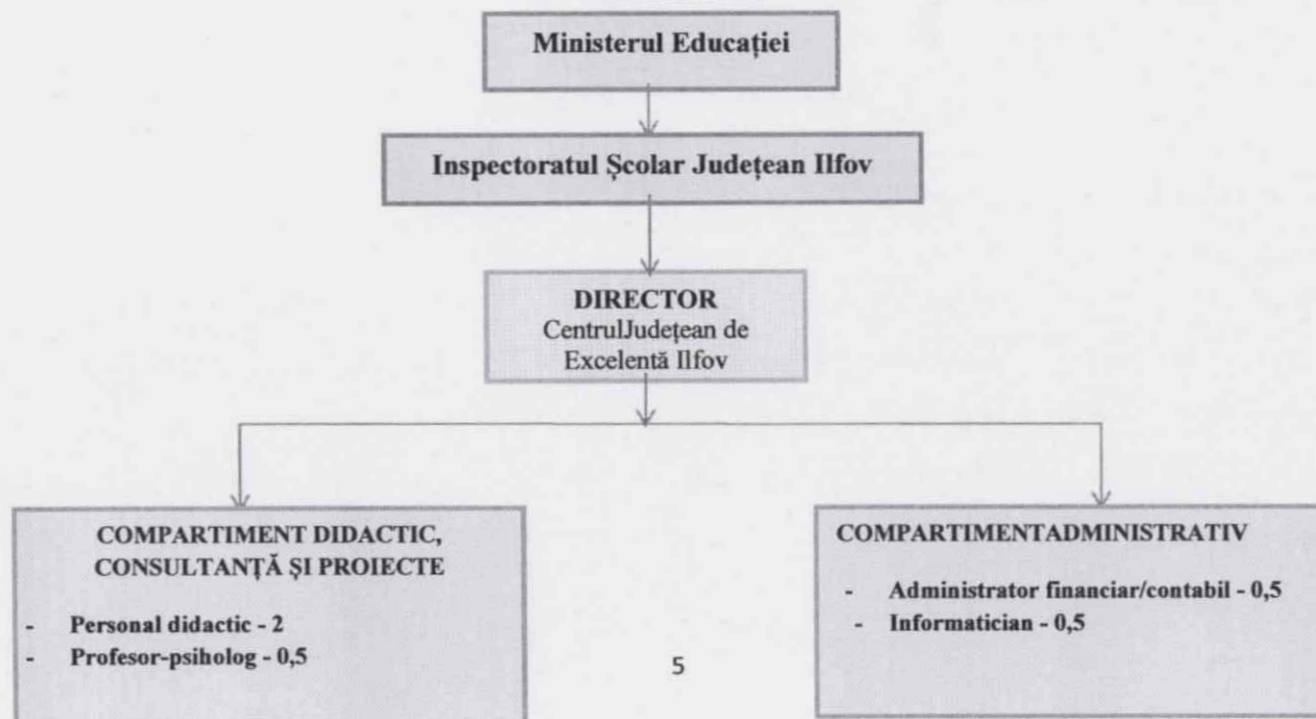 Ministerul Educației
Inspectoratul Școlar Județean Ilfov
DIRECTOR
CentrulJudețean de
Excelentă Ilfov
COMPARTIMENT DIDACTIC,
CONSULTANȚĂ ȘI PROIECTE
- Personal didactic - 2
- Profesor-psiholog - 0,5
COMPARTIMENTADMINISTRATIV
- Administrator financiar/contabil - 0,5
- Informatician - 0,5
5